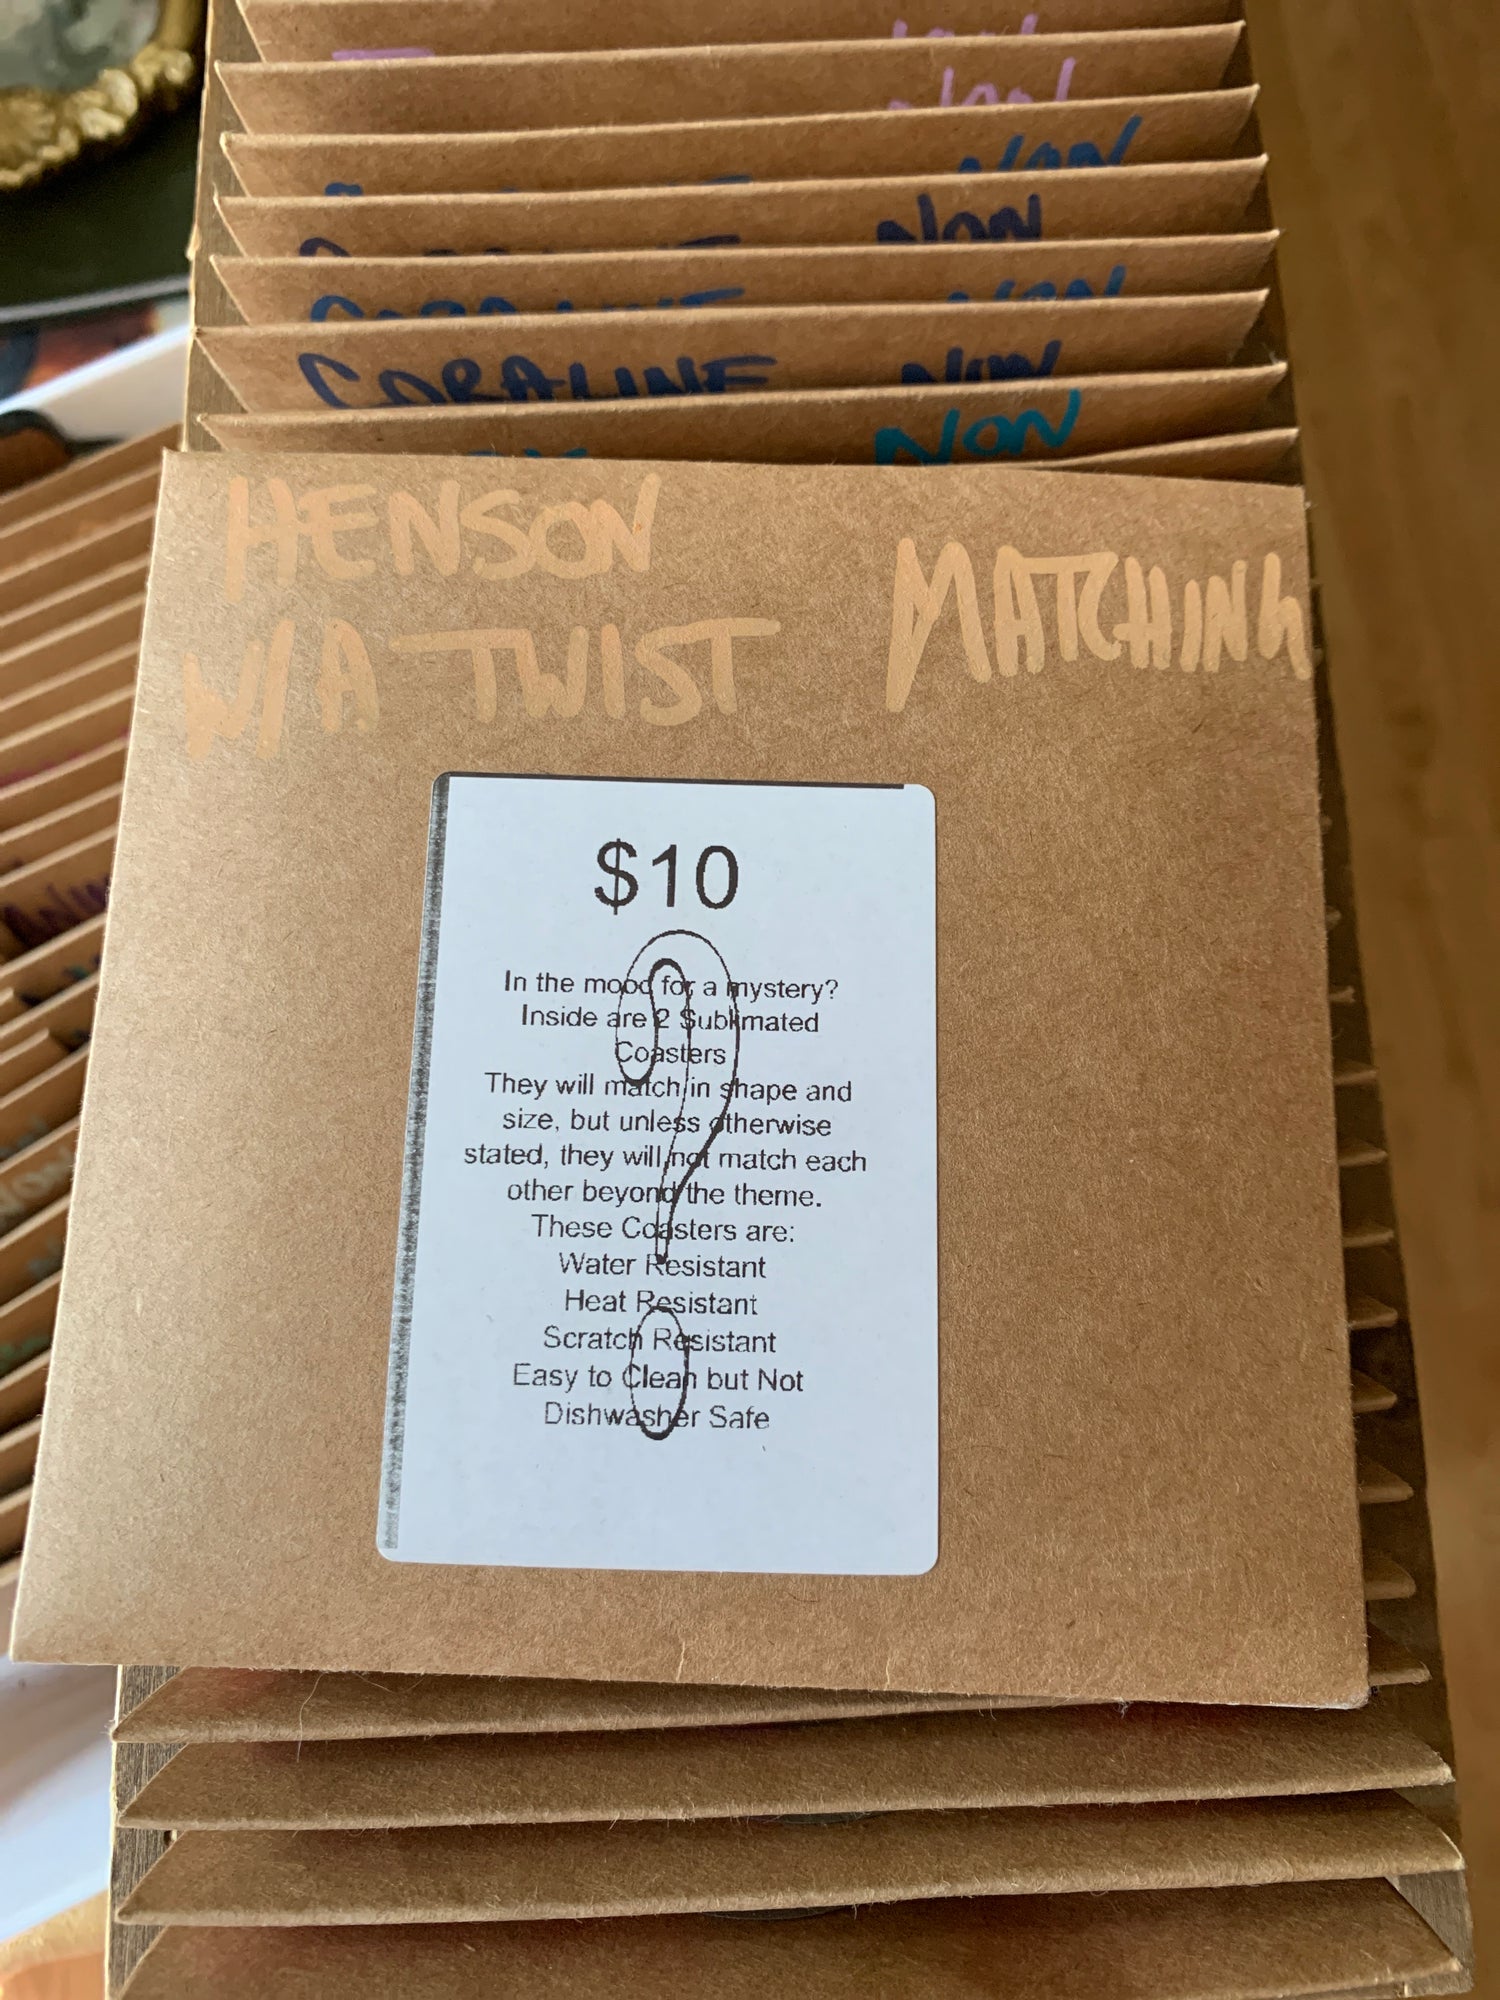 NON
NON
NON
CORALINE NON
NON
HENSON MATCHING
W/A TWIST
$10
In the mood for a mystery?
Inside are 2 Sublimated
Coasters
They will match in shape and
size, but unless otherwise
stated, they will not match each
other beyond the theme.
These Coasters are:
Water Resistant
Heat Resistant
Scratch Resistant
Easy to Clean but Not
Dishwasher Safe